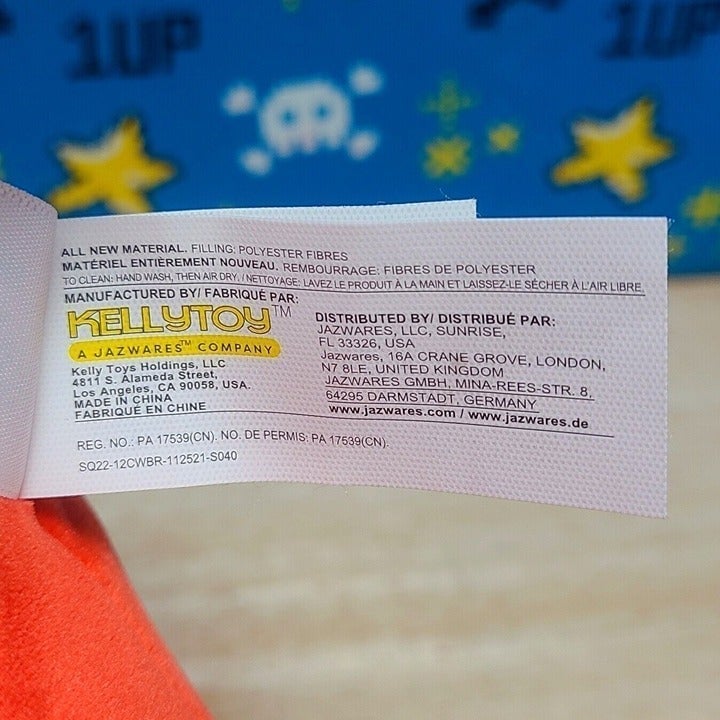 1UP
1UP
ALL NEW MATERIAL. FILLING: POLYESTER FIBRES
MATÉRIEL ENTIÈREMENT NOUVEAU. REMBOURRAGE: FIBRES DE POLYESTER
TO CLEAN: HAND WASH, THEN AIR DRY. / NETTOYAGE: LAVEZ LE PRODUIT À LA MAIN ET LAISSEZ-LE SÉCHER À L'AIR LIBRE.
MANUFACTURED BY/ FABRIQUÉ PAR:
KELLYTOY™
A JAZWARES™ COMPANY
Kelly Toys Holdings, LLC
4811 S. Alameda Street,
Los Angeles, CA 90058, USA.
MADE IN CHINA
FABRIQUÉ EN CHINE
DISTRIBUTED BY/ DISTRIBUÉ PAR:
JAZWARES, LLC, SUNRISE,
FL 33326, USA
Jazwares, 16A CRANE GROVE, LONDON,
N7 8LE, UNITED KINGDOM
JAZWARES GMBH, MINA-REES-STR. 8,
64295 DARMSTADT, GERMANY
www.jazwares.com / www.jazwares.de
REG. NO.: PA 17539(CN). NO. DE PERMIS: PA 17539(CN).
SQ22-12CWBR-112521-S040